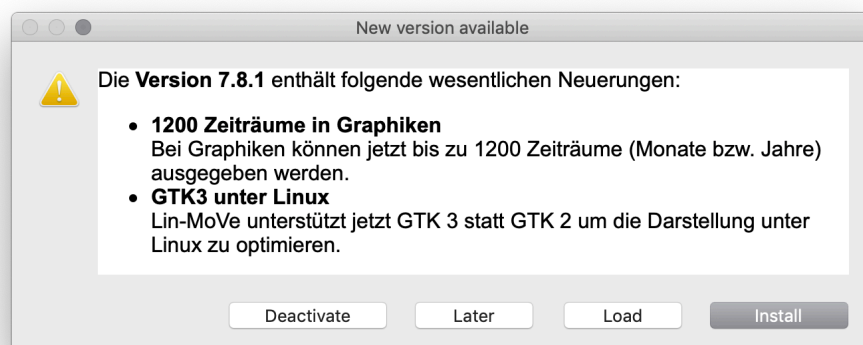 New version available
Die Version 7.8.1 enthält folgende wesentlichen Neuerungen:
• 1200 Zeiträume in Graphiken
Bei Graphiken können jetzt bis zu 1200 Zeiträume (Monate bzw. Jahre)
ausgegeben werden.
• GTK3 unter Linux
Lin-MoVe unterstützt jetzt GTK 3 statt GTK 2 um die Darstellung unter
Linux zu optimieren.
Deactivate Later Load Install